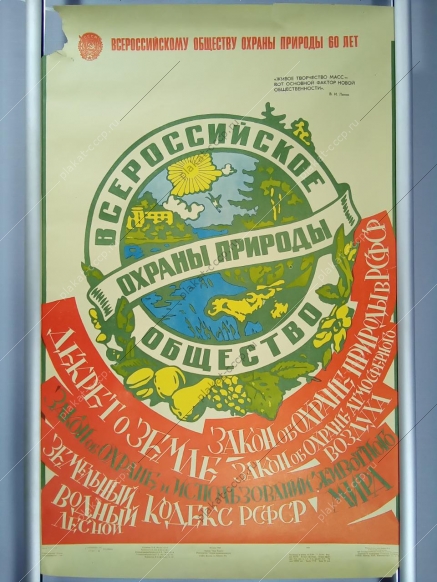 ВСЕРОССИЙСКОМУ ОБЩЕСТВУ ОХРАНЫ ПРИРОДЫ 60 ЛЕТ
«ЖИВОЕ ТВОРЧЕСТВО МАСС—
ВОТ ОСНОВНОЙ ФАКТОР НОВОЙ
ОБЩЕСТВЕННОСТИ»
В. И. Ленин
ВСЕРОССИЙСКОЕ
ОХРАНЫ ПРИРОДЫ
ОБЩЕСТВО
ДЕКРЕТ О ЗЕМЛЕ
ЗАКОН ОБ ОХРАНЕ ПРИРОДЫ В РСФСР
ЗАКОН ОБ ОХРАНЕ АТМОСФЕРНОГО
ВОЗДУХА
ЗАКОН ОБ ОХРАНЕ И ИСПОЛЬЗОВАНИИ ЖИВОТНОГО
МИРА
ЗЕМЕЛЬНЫЙ
ВОДНЫЙ КОДЕКС РСФСР
ЛЕСНОЙ